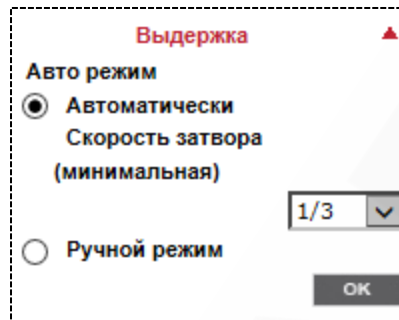 Выдержка
Авто режим
Автоматически
Скорость затвора
(минимальная)
1/3
Ручной режим
OK